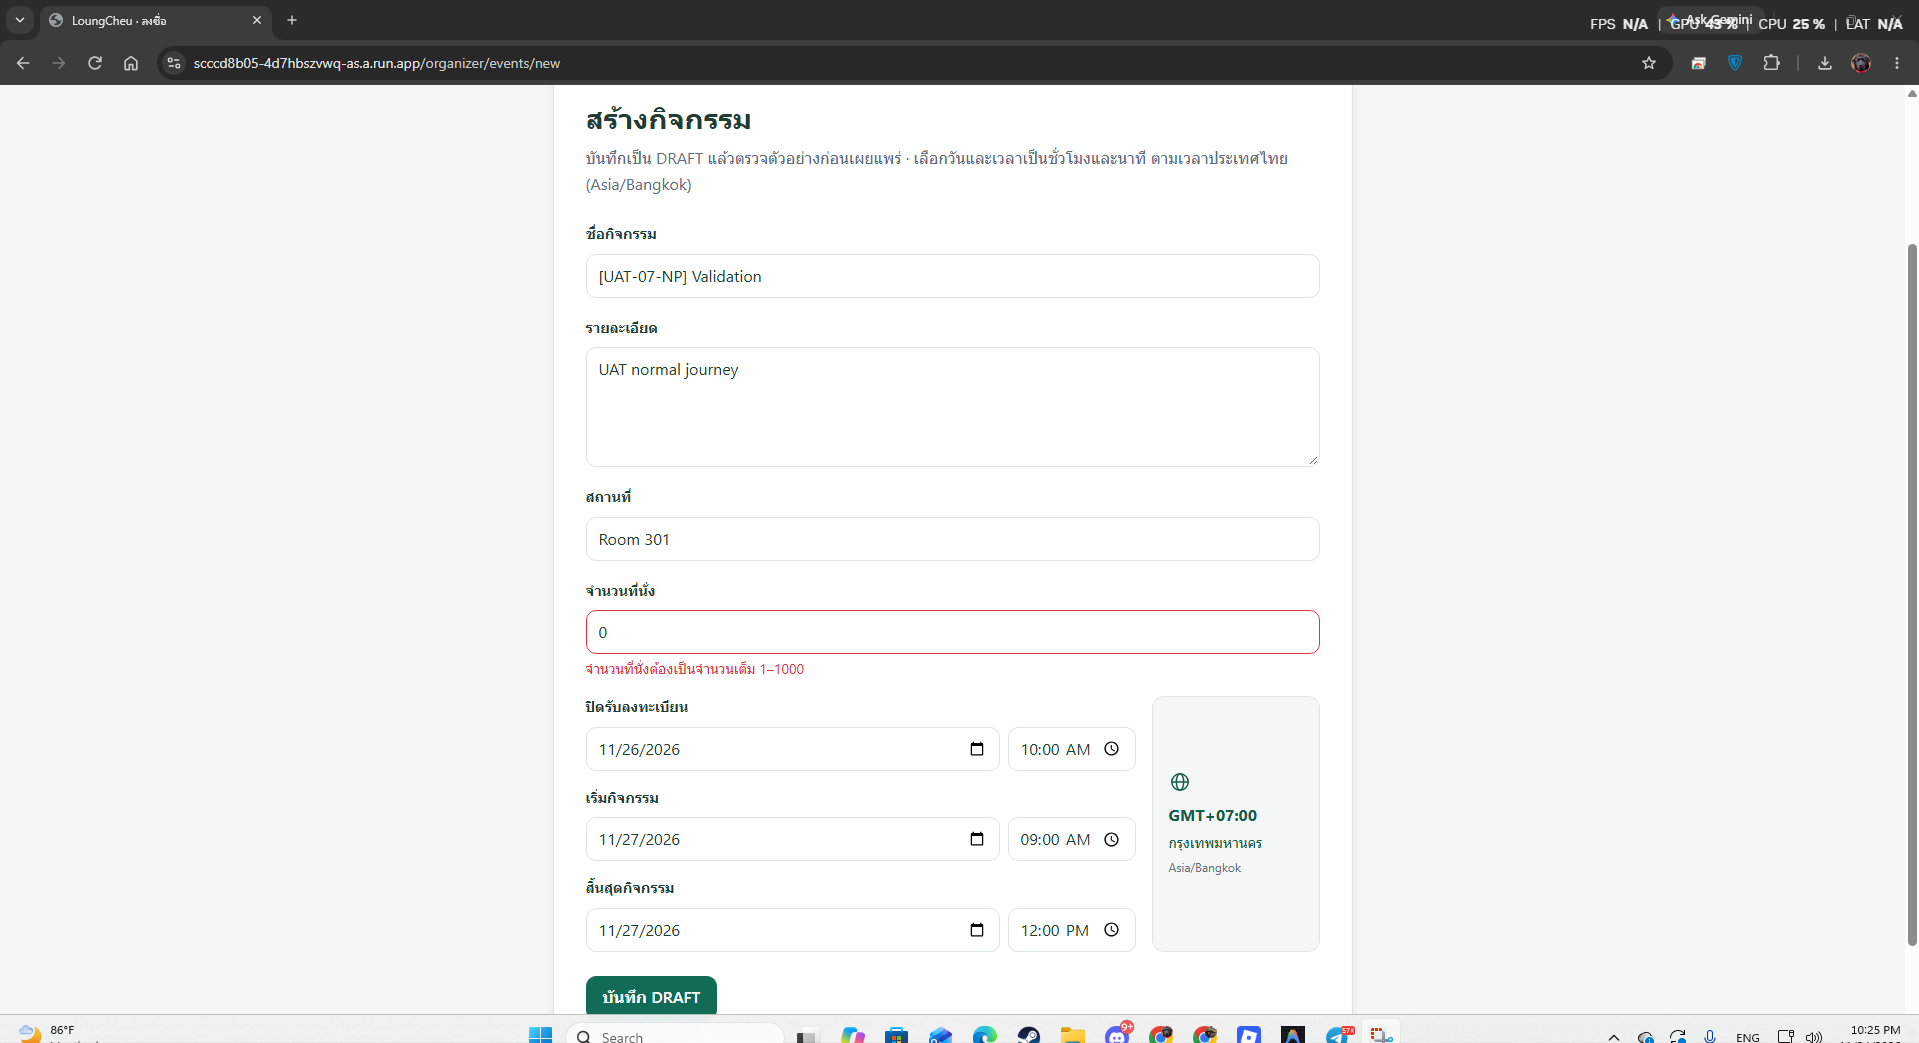 LoungCheu · ลงชื่อ
FPS N/A | GPU 43 % | CPU 25 % | LAT N/A
Ask Gemini
scccd8b05-4d7hbszvwq-as.a.run.app/organizer/events/new
สร้างกิจกรรม
บันทึกเป็น DRAFT แล้วตรวจตัวอย่างก่อนเผยแพร่ · เลือกวันและเวลาเป็นชั่วโมงและนาที ตามเวลาประเทศไทย
(Asia/Bangkok)
ชื่อกิจกรรม
[UAT-07-NP] Validation
รายละเอียด
UAT normal journey
สถานที่
Room 301
จำนวนที่นั่ง
0
จำนวนที่นั่งต้องเป็นจำนวนเต็ม 1–1000
ปิดรับลงทะเบียน
11/26/2026 10:00 AM
เริ่มกิจกรรม
11/27/2026 09:00 AM
สิ้นสุดกิจกรรม
11/27/2026 12:00 PM
GMT+07:00
กรุงเทพมหานคร
Asia/Bangkok
บันทึก DRAFT
86°F
Search
9+
57K
ENG
10:25 PM